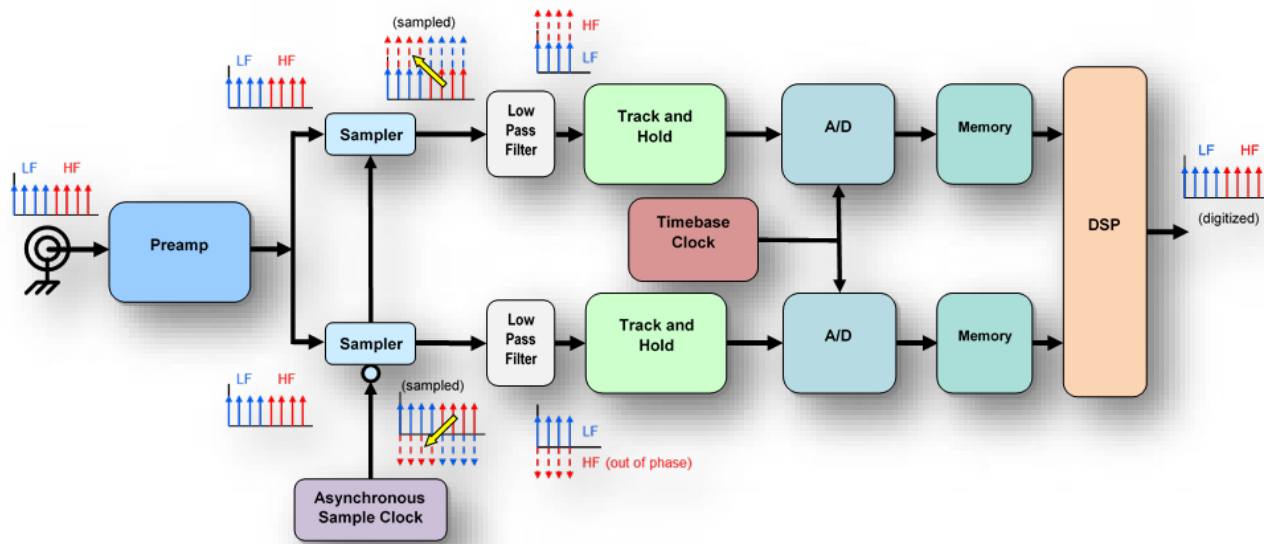 (sampled)
HF
LF
LF HF
Low
Pass
Filter
Track and
Hold
A/D
Memory
Sampler
LF HF
Preamp
Timebase
Clock
DSP
LF HF
(digitized)
Sampler
Low
Pass
Filter
Track and
Hold
A/D
Memory
LF HF
(sampled)
LF
HF (out of phase)
Asynchronous
Sample Clock